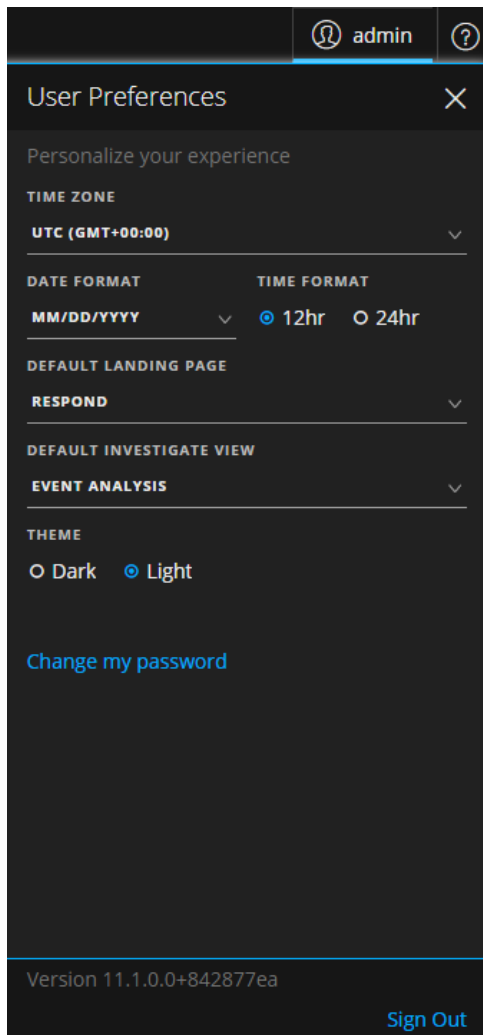 admin ?
User Preferences
Personalize your experience
TIME ZONE
UTC (GMT+00:00)
DATE FORMAT TIME FORMAT
MM/DD/YYYY 12hr 24hr
DEFAULT LANDING PAGE
RESPOND
DEFAULT INVESTIGATE VIEW
EVENT ANALYSIS
THEME
Dark Light
Change my password
Version 11.1.0.0+842877ea
Sign Out